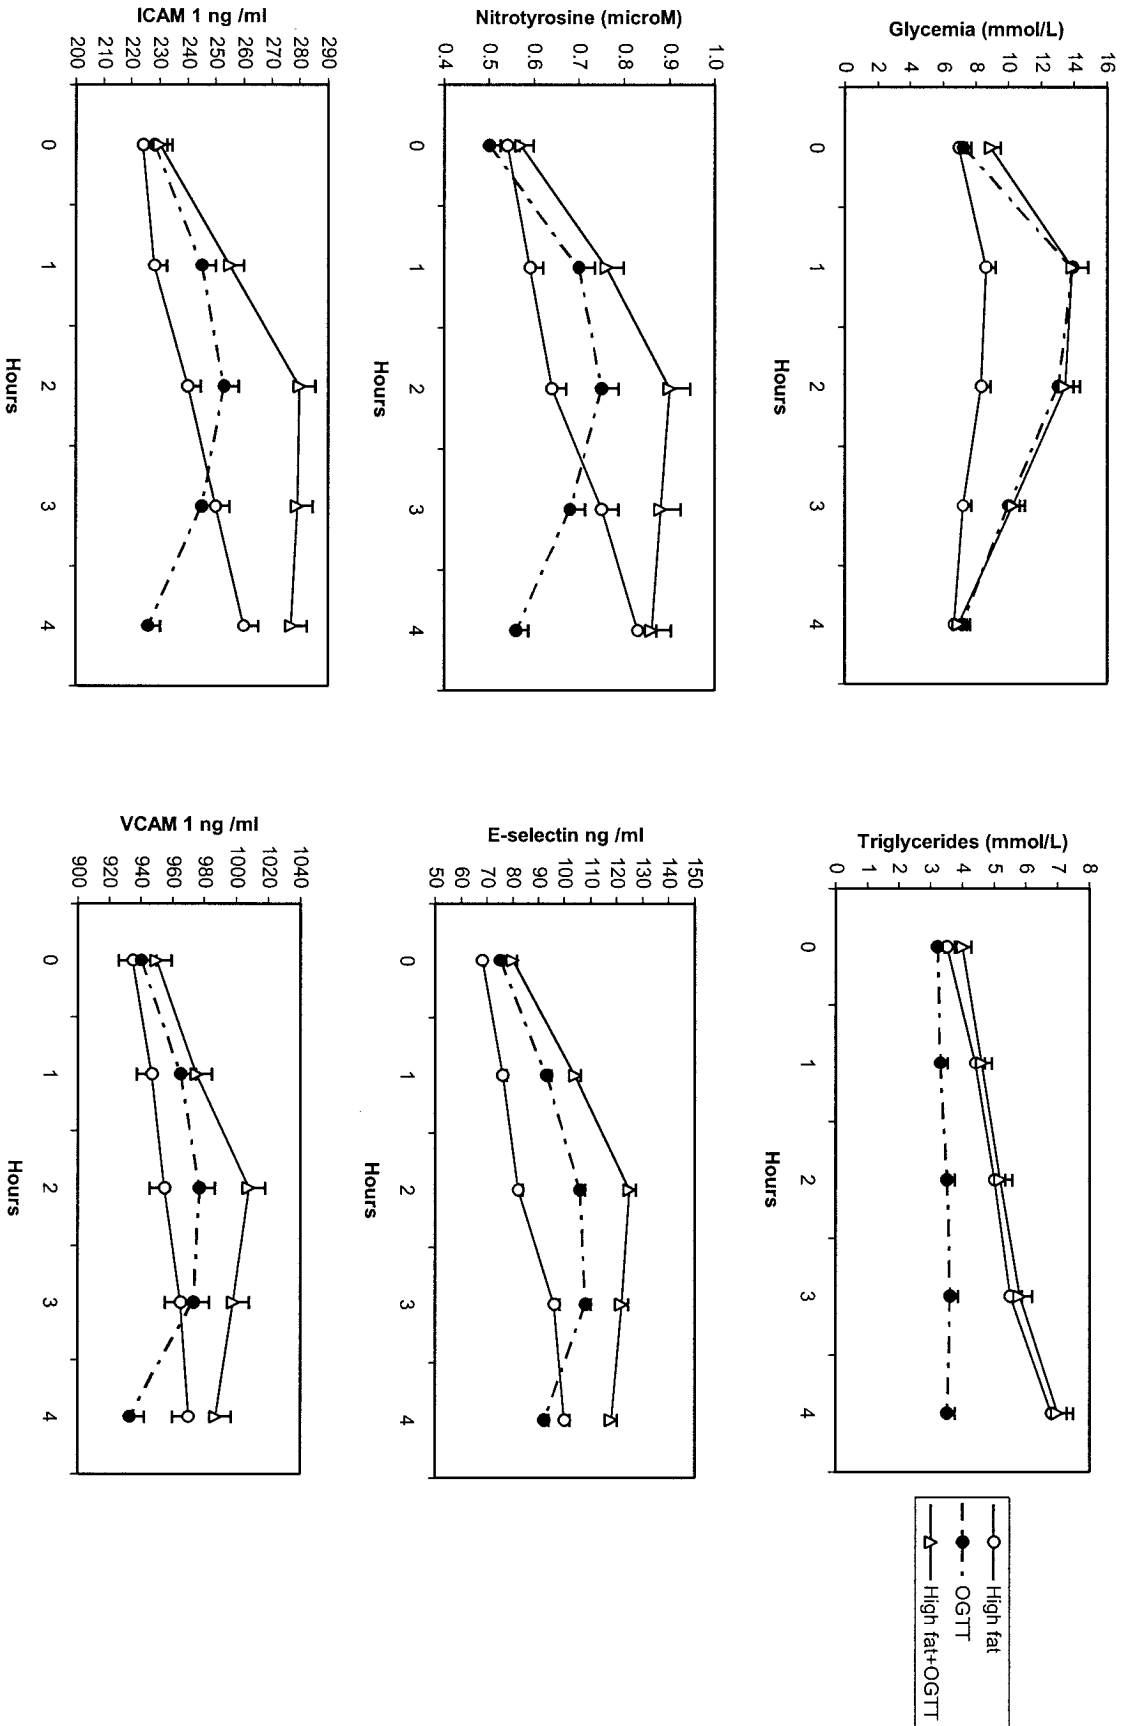 Glycemia (mmol/L)
16
14
12
10
8
6
4
2
0
0 1 2 3 4
Hours
Triglycerides (mmol/L)
8
7
6
5
4
3
2
1
0
0 1 2 3 4
Hours
High fat
OGTT
High fat+OGTT
Nitrotyrosine (microM)
1.0
0.9
0.8
0.7
0.6
0.5
0.4
0 1 2 3 4
Hours
E-selectin ng /ml
150
140
130
120
110
100
90
80
70
60
50
0 1 2 3 4
Hours
ICAM 1 ng /ml
290
280
270
260
250
240
230
220
210
200
0 1 2 3 4
Hours
VCAM 1 ng /ml
1040
1020
1000
980
960
940
920
900
0 1 2 3 4
Hours